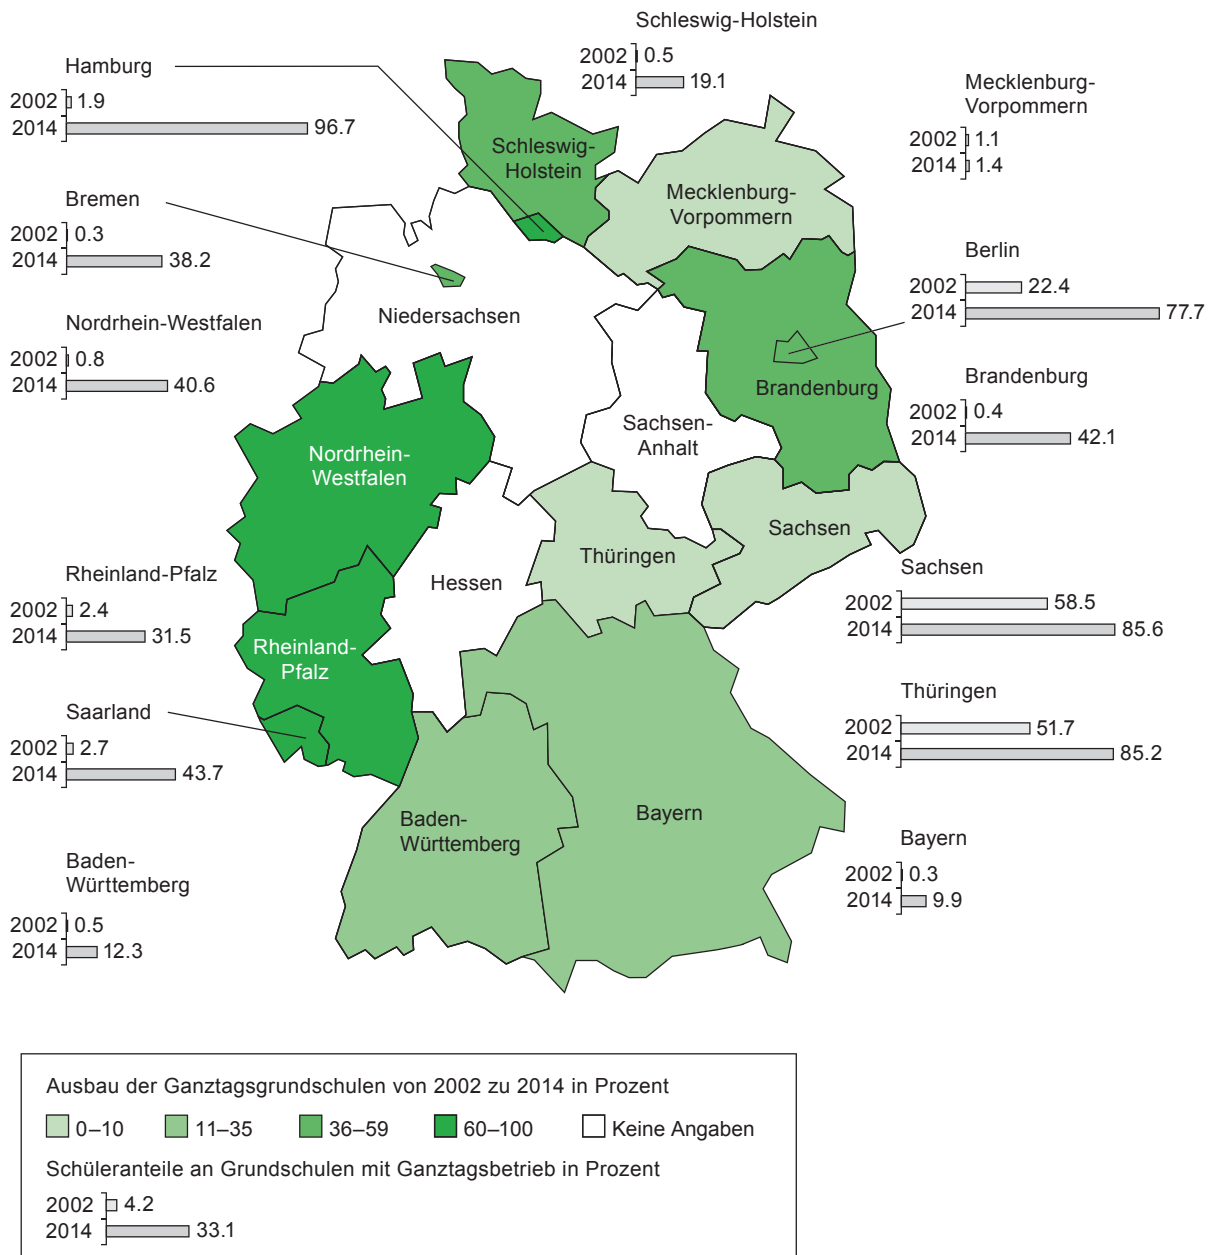 Schleswig-Holstein
2002 0.5
2014 19.1
Hamburg
2002 1.9
2014 96.7
Mecklenburg-
Vorpommern
2002 1.1
2014 1.4
Bremen
2002 0.3
2014 38.2
Berlin
2002 22.4
2014 77.7
Nordrhein-Westfalen
2002 0.8
2014 40.6
Brandenburg
2002 0.4
2014 42.1
Rheinland-Pfalz
2002 2.4
2014 31.5
Sachsen
2002 58.5
2014 85.6
Saarland
2002 2.7
2014 43.7
Thüringen
2002 51.7
2014 85.2
Baden-
Württemberg
2002 0.5
2014 12.3
Bayern
2002 0.3
2014 9.9
Schleswig-
Holstein
Mecklenburg-
Vorpommern
Niedersachsen
Brandenburg
Sachsen-
Anhalt
Nordrhein-
Westfalen
Sachsen
Thüringen
Hessen
Rheinland-
Pfalz
Baden-
Württemberg
Bayern
Ausbau der Ganztagsgrundschulen von 2002 zu 2014 in Prozent
0–10 11–35 36–59 60–100 Keine Angaben
Schüleranteile an Grundschulen mit Ganztagsbetrieb in Prozent
2002 4.2
2014 33.1